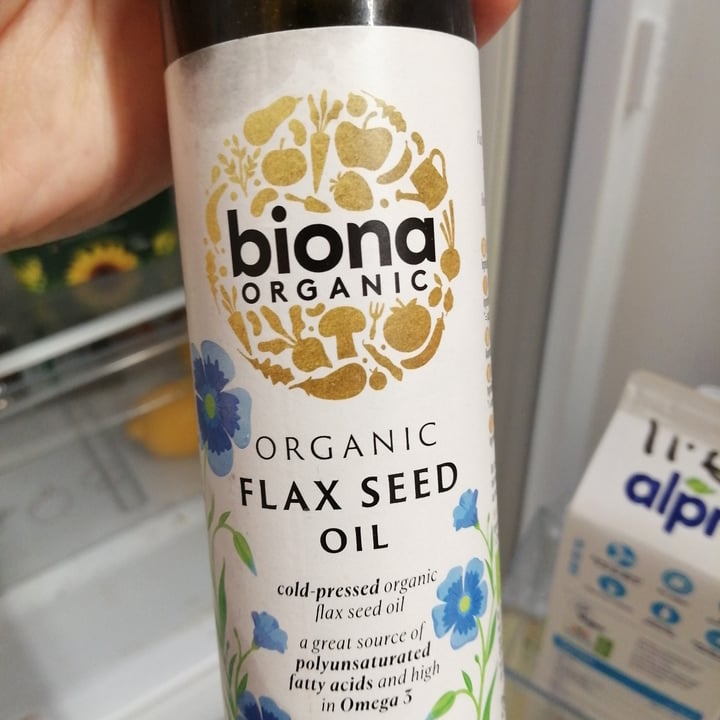 biona
ORGANIC
ORGANIC
FLAX SEED
OIL
cold-pressed organic
flax seed oil
a great source of
polyunsaturated
fatty acids and high
in Omega 3
alpr